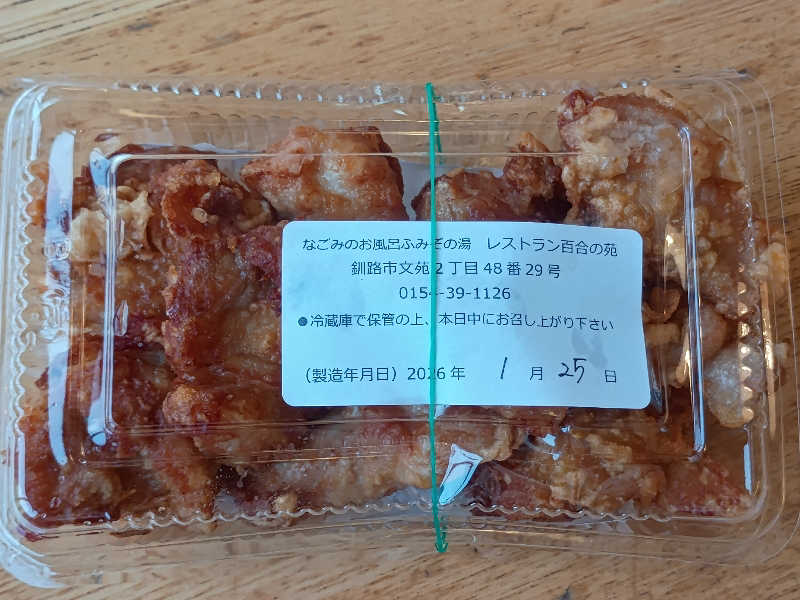 なごみのお風呂ふみぞの湯　レストラン百合の苑
釧路市文苑2丁目48番29号
0154-39-1126
●冷蔵庫で保管の上、本日中にお召し上がり下さい
（製造年月日）2026年　1月25日